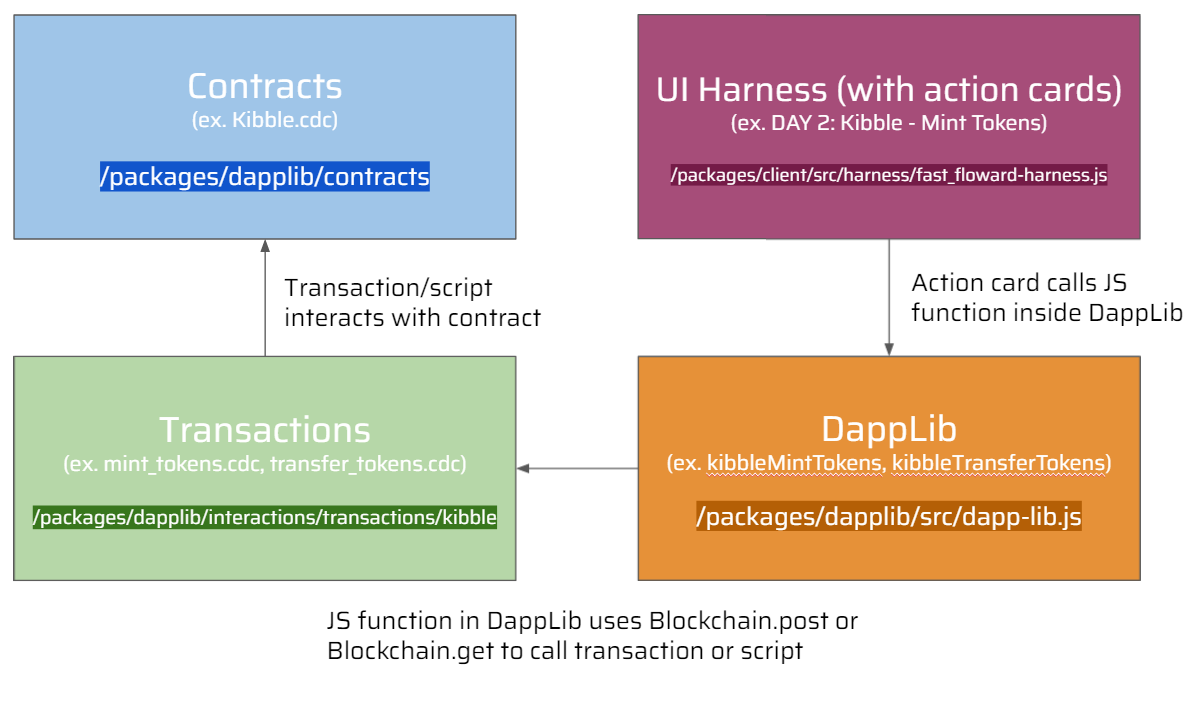 Contracts
(ex. Kibble.cdc)
/packages/dapplib/contracts
UI Harness (with action cards)
(ex. DAY 2: Kibble - Mint Tokens)
/packages/client/src/harness/fast_floward-harness.js
Transaction/script
interacts with contract
Action card calls JS
function inside DappLib
Transactions
(ex. mint_tokens.cdc, transfer_tokens.cdc)
/packages/dapplib/interactions/transactions/kibble
DappLib
(ex. kibbleMintTokens, kibbleTransferTokens)
/packages/dapplib/src/dapp-lib.js
JS function in DappLib uses Blockchain.post or
Blockchain.get to call transaction or script